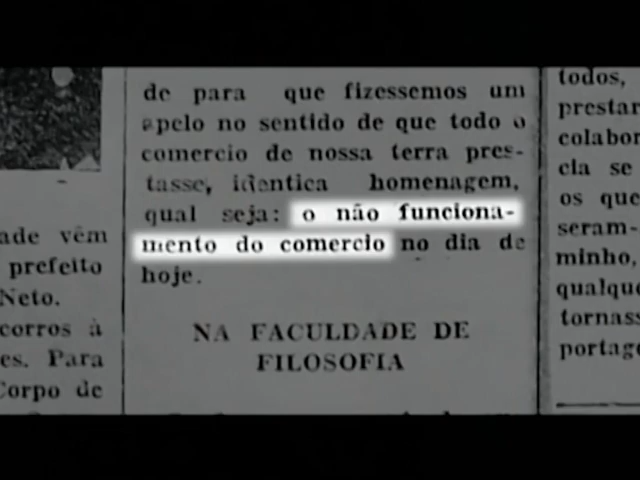 ade vêm
prefeito
Neto.
corros à
es. Para
Corpo de
de para que fizessemos um
apelo no sentido de que todo o
comercio de nossa terra pres-
tasse, identica homenagem,
qual seja: o não funciona-
mento do comercio no dia de
hoje.
NA FACULDADE DE
FILOSOFIA
todos,
prestar
colabor
cla se
os que
seram-
minho,
qualque
tornass
portage